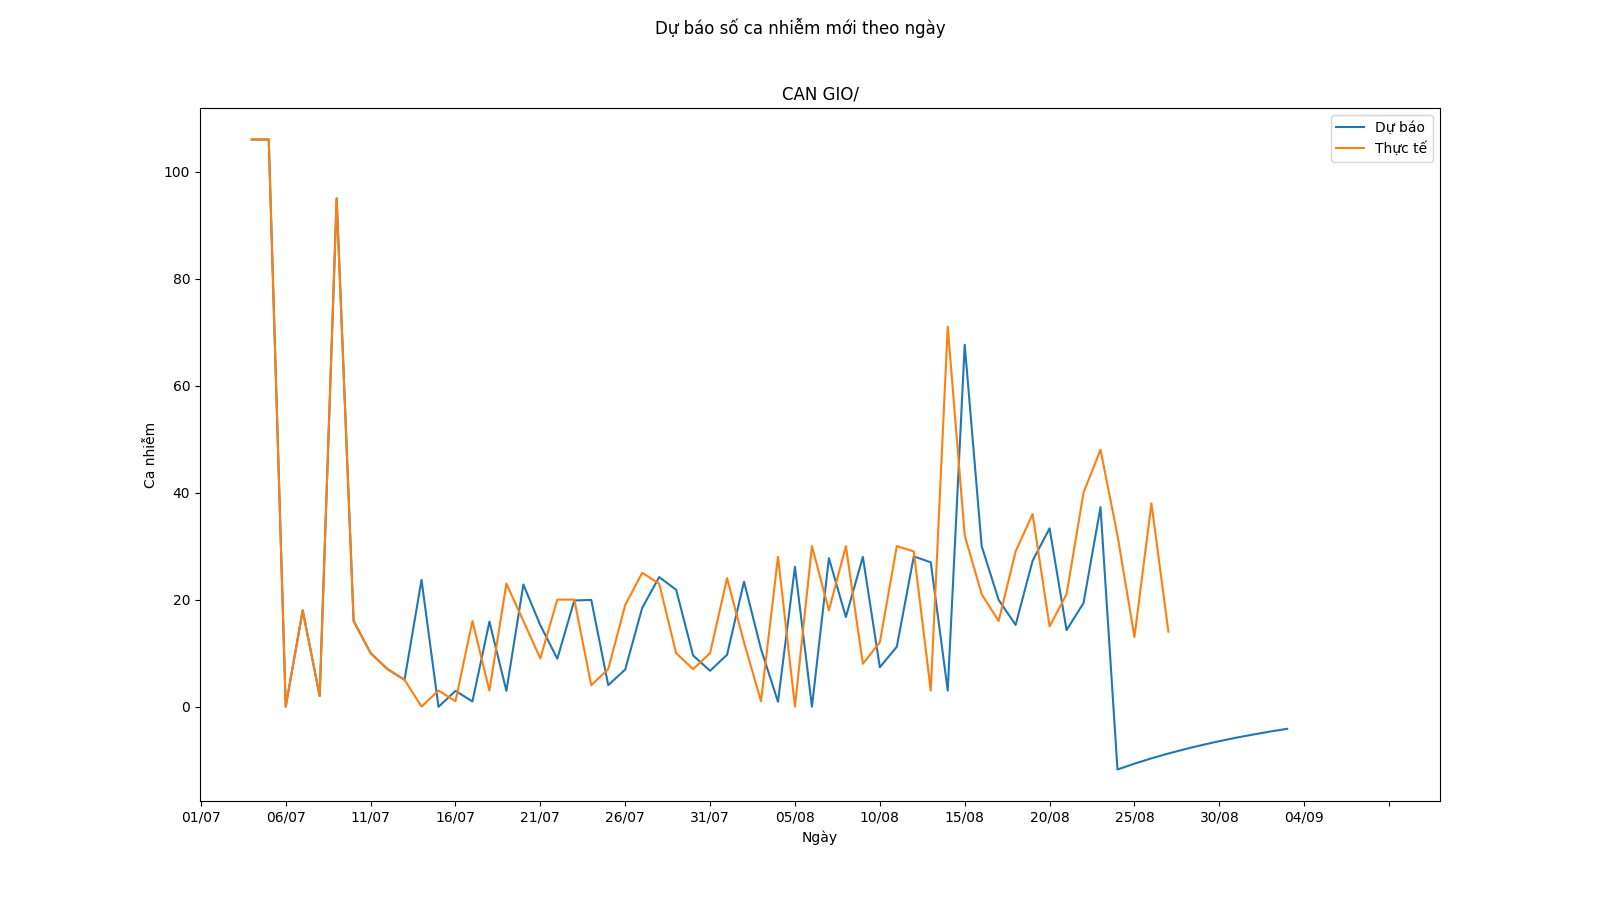 Dự báo số ca nhiễm mới theo ngày
CAN GIO/
Dự báo
Thực tế
100
80
60
40
20
0
Ca nhiễm
01/07 06/07 11/07 16/07 21/07 26/07 31/07 05/08 10/08 15/08 20/08 25/08 30/08 04/09
Ngày